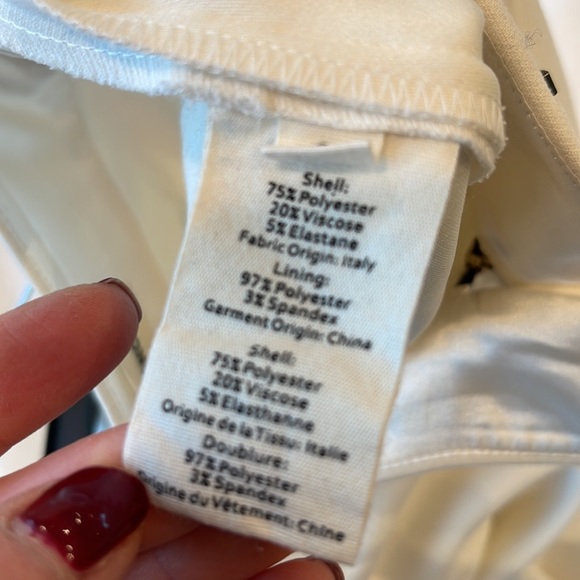 Shell:
75%Polyester
20%Viscose
5%Elastane
Fabric Origin: Italy
Lining:
97%Polyester
3%Spandex
Garment Origin: China
Shell:
75%Polyester
20%Viscose
5%Elasthanne
Origine de la Tissu: Italie
Doublure:
97%Polyester
3%Spandex
Origine du Vêtement: Chine